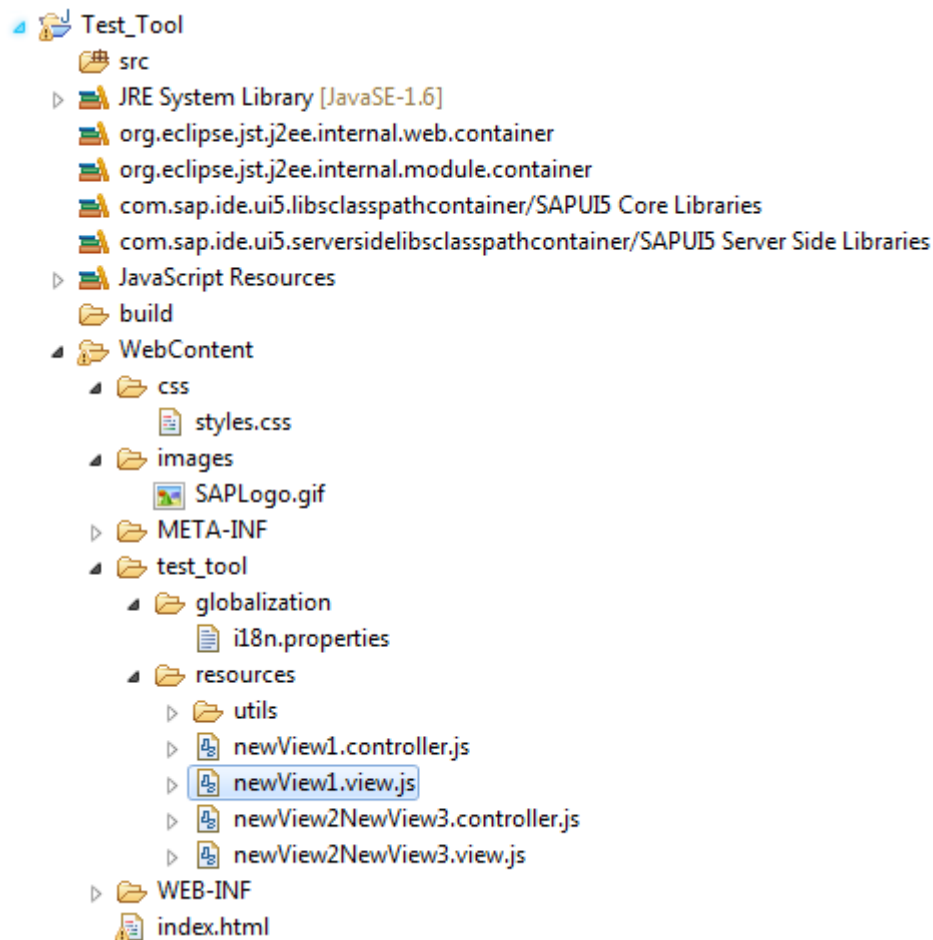 Test_Tool
src
JRE System Library [JavaSE-1.6]
org.eclipse.jst.j2ee.internal.web.container
org.eclipse.jst.j2ee.internal.module.container
com.sap.ide.ui5.libsclasspathcontainer/SAPUI5 Core Libraries
com.sap.ide.ui5.serversidelibsclasspathcontainer/SAPUI5 Server Side Libraries
JavaScript Resources
build
WebContent
css
styles.css
images
SAPLogo.gif
META-INF
test_tool
globalization
i18n.properties
resources
utils
newView1.controller.js
newView1.view.js
newView2NewView3.controller.js
newView2NewView3.view.js
WEB-INF
index.html